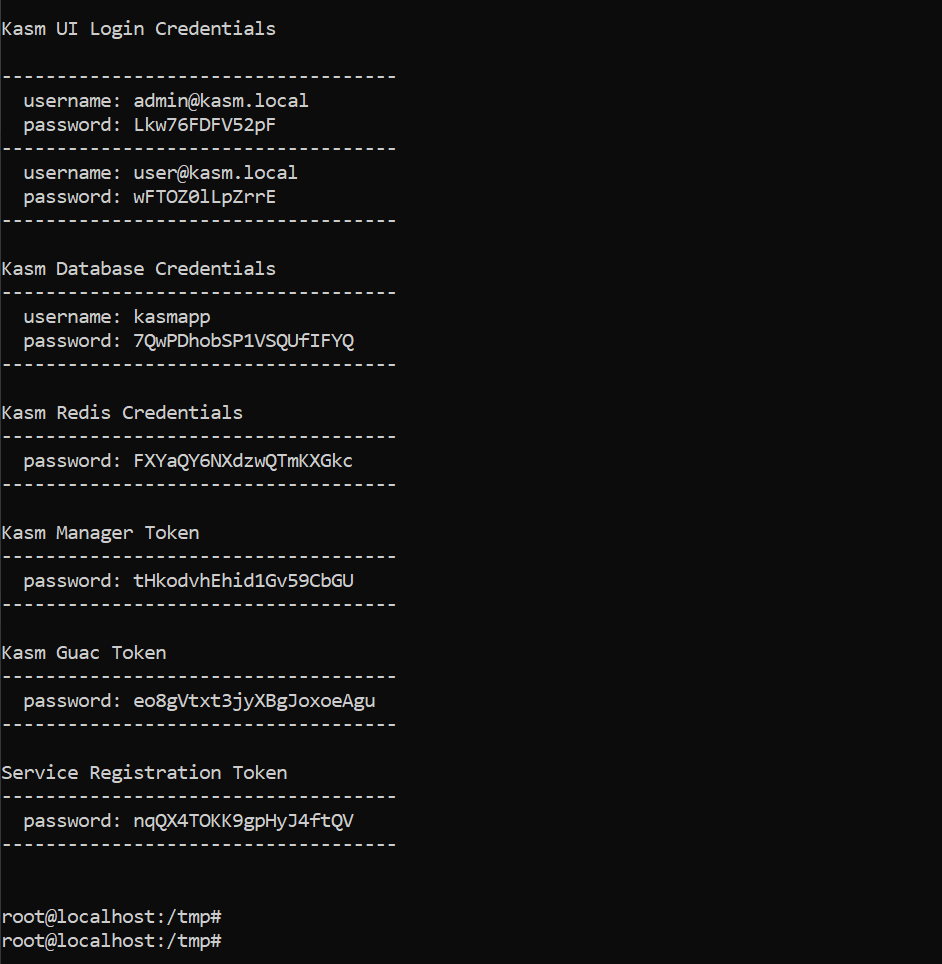 Kasm UI Login Credentials
------------------------------------
username: admin@kasm.local
password: Lkw76FDFV52pF
------------------------------------
username: user@kasm.local
password: wFTOZ0lLpZrrE
------------------------------------
Kasm Database Credentials
------------------------------------
username: kasmapp
password: 7QwPDhobSP1VSQUfIFYQ
------------------------------------
Kasm Redis Credentials
------------------------------------
password: FXYaQY6NXdzwQTmKXGkc
------------------------------------
Kasm Manager Token
------------------------------------
password: tHkodvhEhid1Gv59CbGU
------------------------------------
Kasm Guac Token
------------------------------------
password: eo8gVtxt3jyXBgJoxoeAgu
------------------------------------
Service Registration Token
------------------------------------
password: nqQX4TOKK9gpHyJ4ftQV
------------------------------------
root@localhost:/tmp#
root@localhost:/tmp#